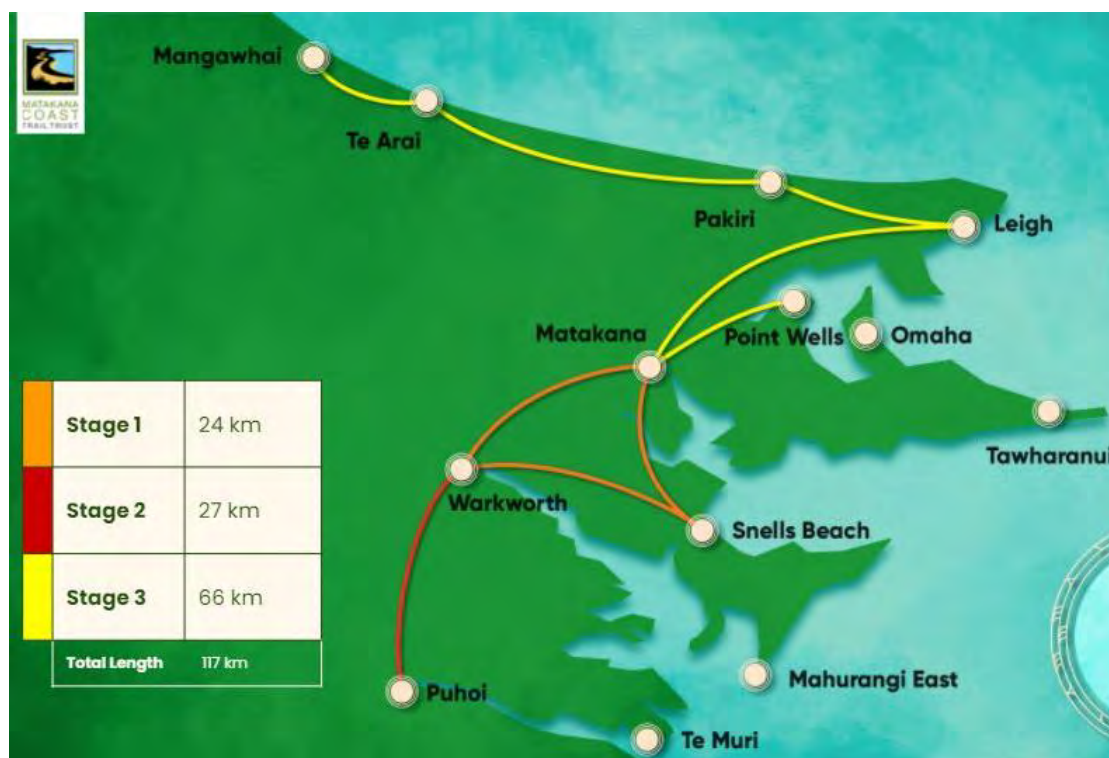 MATAKANA
COAST
TRAIL TRUST
Mangawhai
Te Arai
Pakiri
Leigh
Matakana
Point Wells
Omaha
Tawharanui
Warkworth
Snells Beach
Puhoi
Mahurangi East
Te Muri
Stage 1 24 km
Stage 2 27 km
Stage 3 66 km
Total Length 117 km